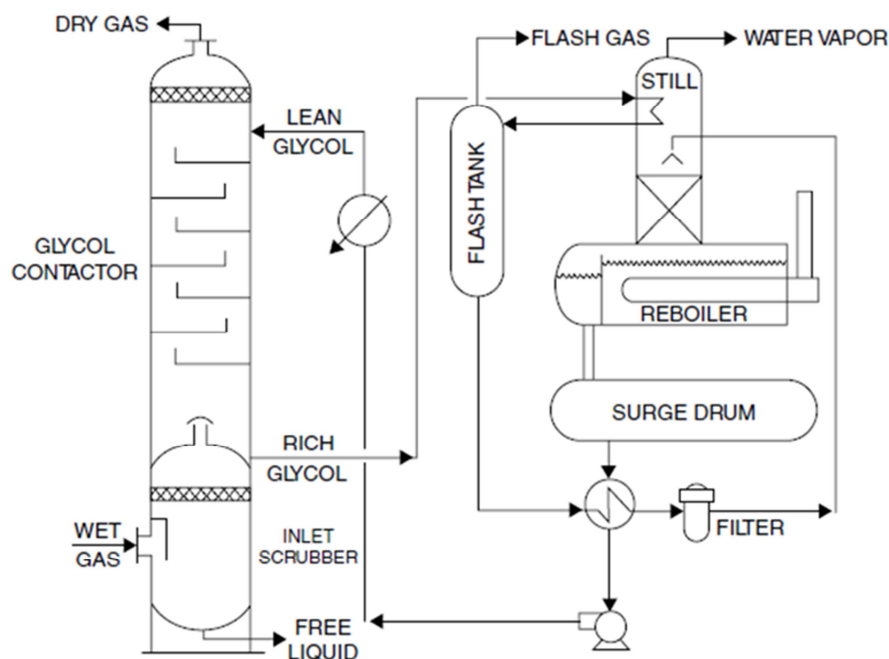 DRY GAS
FLASH GAS
WATER VAPOR
STILL
LEAN
GLYCOL
FLASH TANK
GLYCOL
CONTACTOR
REBOILER
SURGE DRUM
RICH
GLYCOL
WET
GAS
INLET
SCRUBBER
FILTER
FREE
LIQUID